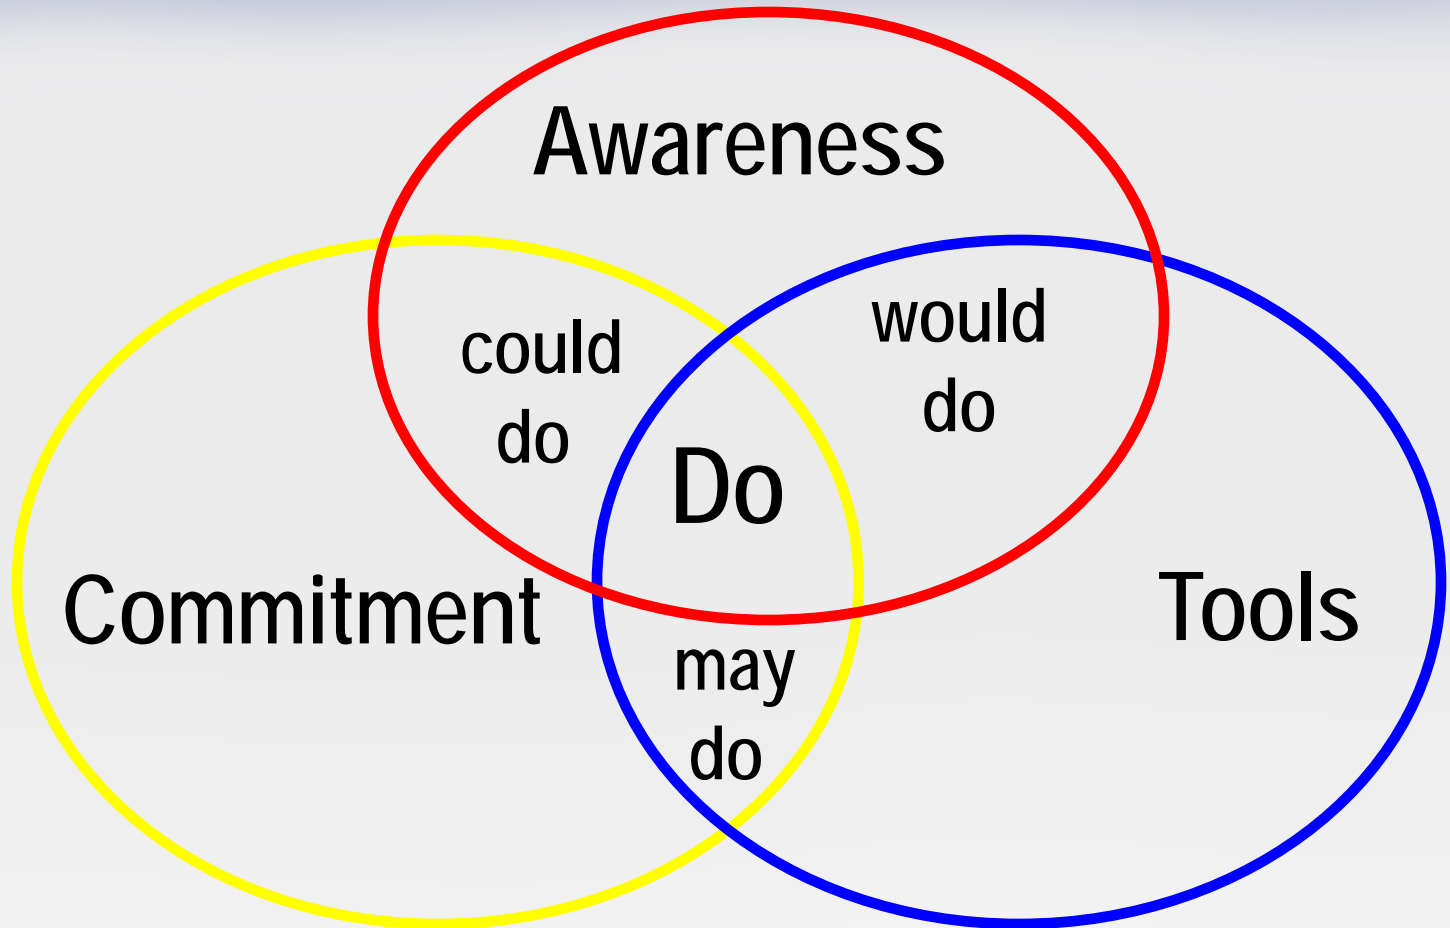 Awareness
could
do
would
do
Do
Commitment
Tools
may
do